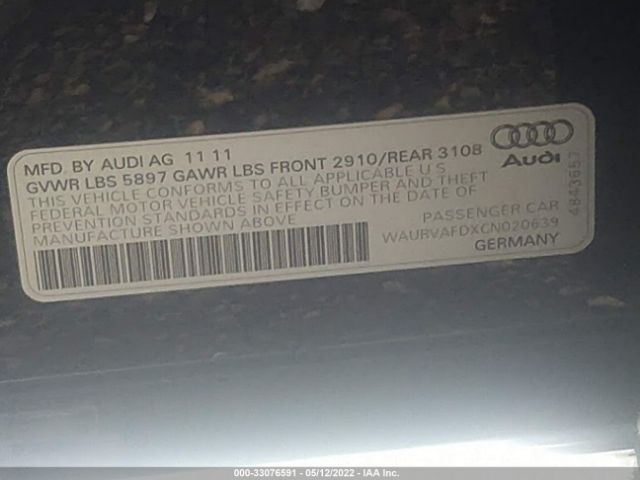 MFD. BY AUDI AG 11 11
GVWR LBS 5897 GAWR LBS FRONT 2910/REAR 3108
THIS VEHICLE CONFORMS TO ALL APPLICABLE U S
FEDERAL MOTOR VEHICLE SAFETY BUMPER AND THEFT
PREVENTION STANDARDS IN EFFECT ON THE DATE OF
MANUFACTURE SHOWN ABOVE
Audi
4843657
PASSENGER CAR
WAURVAFDXCN020639
GERMANY
000-33076591 - 05/12/2022 - IAA Inc.